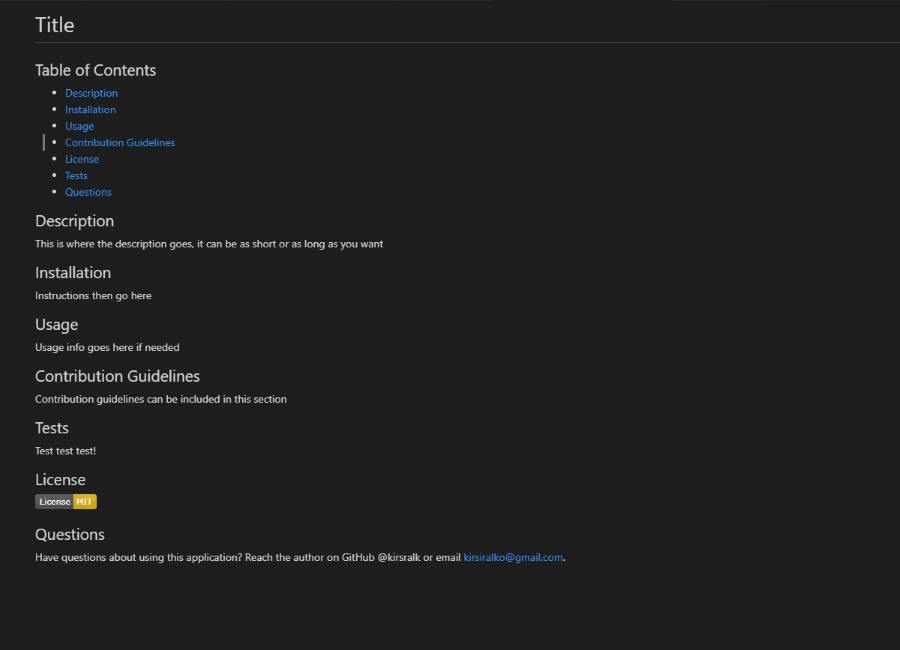 Title
Table of Contents
Description
Installation
Usage
Contribution Guidelines
License
Tests
Questions
Description
This is where the description goes, it can be as short or as long as you want
Installation
Instructions then go here
Usage
Usage info goes here if needed
Contribution Guidelines
Contribution guidelines can be included in this section
Tests
Test test test!
License
License MIT
Questions
Have questions about using this application? Reach the author on GitHub @kirsralk or email kirsiralko@gmail.com.